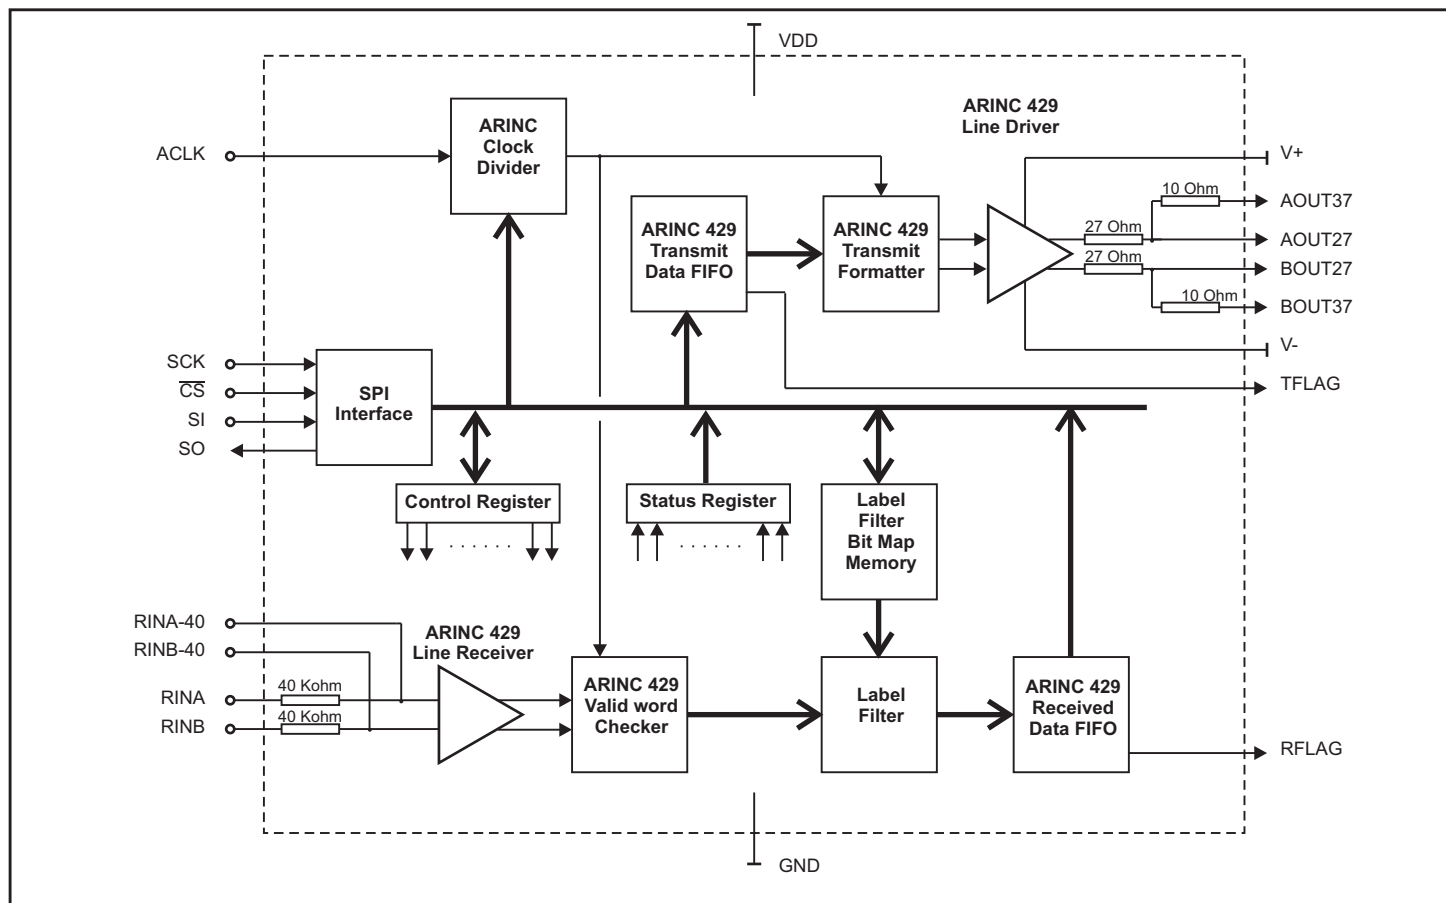 VDD
ARINC
Clock
Divider
ARINC 429
Line Driver
ACLK
V+
10 Ohm
AOUT37
ARINC 429
Transmit
Data FIFO
ARINC 429
Transmit
Formatter
27 Ohm
AOUT27
27 Ohm
BOUT27
10 Ohm
BOUT37
V-
SCK
CS
SI
SO
SPI
Interface
TFLAG
Control Register
. . . . . .
Status Register
. . . . . .
Label
Filter
Bit Map
Memory
RINA-40
RINB-40
RINA
RINB
40 Kohm
40 Kohm
ARINC 429
Line Receiver
ARINC 429
Valid word
Checker
Label
Filter
ARINC 429
Received
Data FIFO
RFLAG
GND